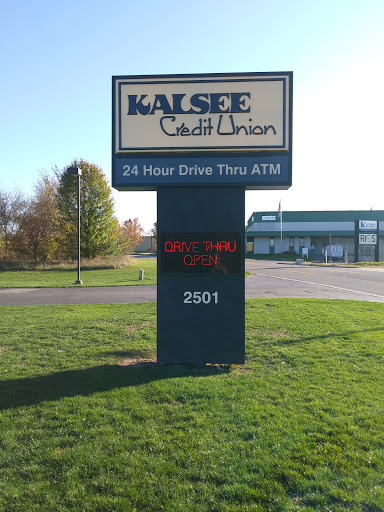 KALSEE
Credit Union
24 Hour Drive Thru ATM
DRIVE THRU
OPEN
2501